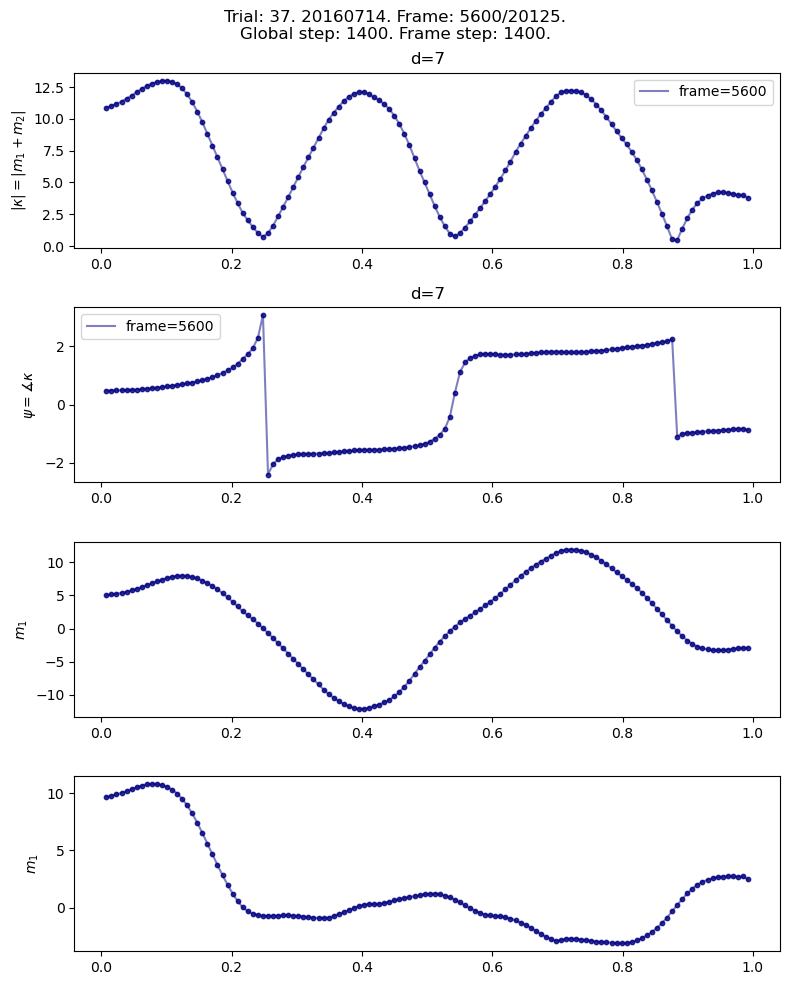 Trial: 37. 20160714. Frame: 5600/20125.
Global step: 1400. Frame step: 1400.
d=7
|κ| = |m₁ + m₂|
12.5
10.0
7.5
5.0
2.5
0.0
frame=5600
0.0 0.2 0.4 0.6 0.8 1.0
d=7
ψ = ∡κ
2
0
−2
frame=5600
0.0 0.2 0.4 0.6 0.8 1.0
m₁
10
5
0
−5
−10
0.0 0.2 0.4 0.6 0.8 1.0
m₁
10
5
0
0.0 0.2 0.4 0.6 0.8 1.0